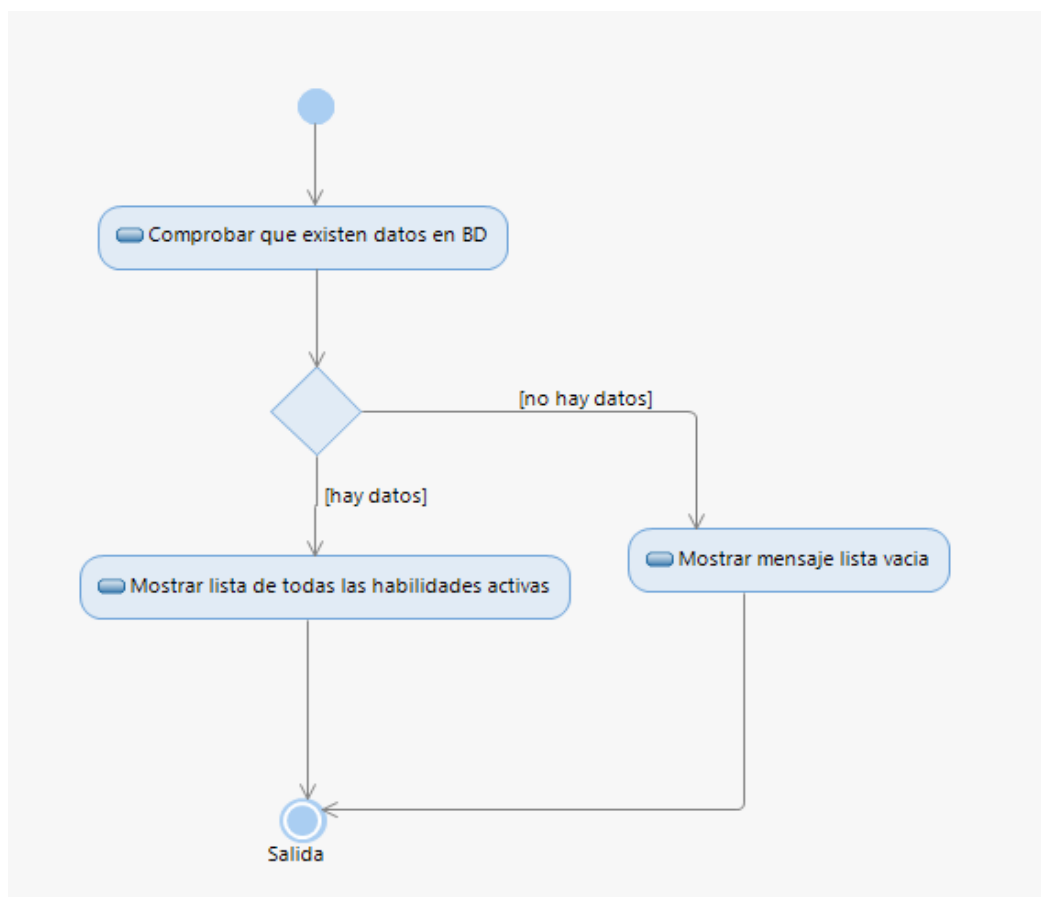 Comprobar que existen datos en BD
[no hay datos]
[hay datos]
Mostrar mensaje lista vacia
Mostrar lista de todas las habilidades activas
Salida